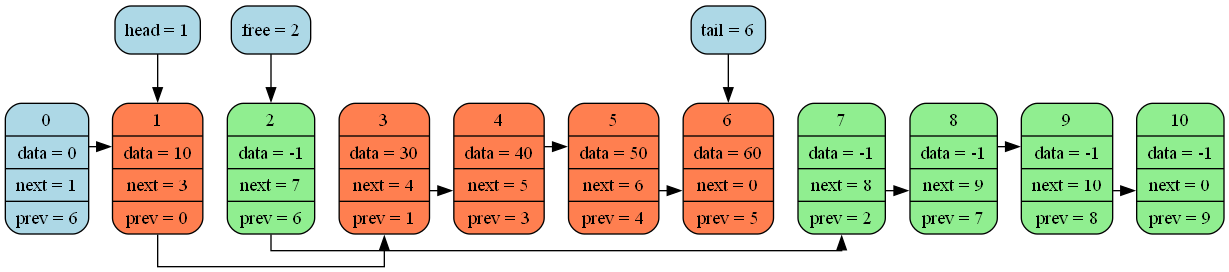 head = 1
free = 2
tail = 6
0
data = 0
next = 1
prev = 6
1
data = 10
next = 3
prev = 0
2
data = -1
next = 7
prev = 6
3
data = 30
next = 4
prev = 1
4
data = 40
next = 5
prev = 3
5
data = 50
next = 6
prev = 4
6
data = 60
next = 0
prev = 5
7
data = -1
next = 8
prev = 2
8
data = -1
next = 9
prev = 7
9
data = -1
next = 10
prev = 8
10
data = -1
next = 0
prev = 9